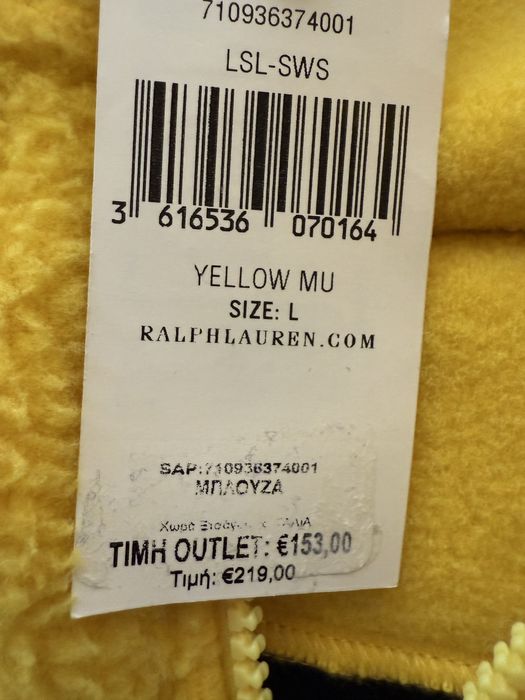 710936374001
LSL-SWS
3 616536 070164
YELLOW MU
SIZE: L
RALPHLAUREN.COM
SAP:710936374001
ΜΠΛΟΥΖΑ
Χώρα
ΤΙΜΗ OUTLET: €153,00
Τιμή: €219,00